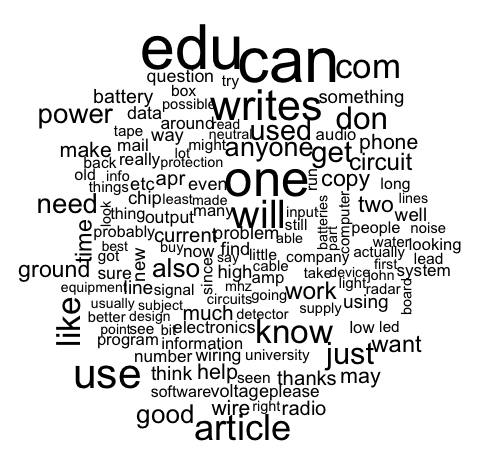 edu can com
question try
battery box possible writes something
power data around read used don
tape way neutral audio
make mail lot might anyone get phone
back really protection circuit
old info apr even one run copy long
things etc
need look chip least made will input two lines
thing output many still batteries part computer people well noise
time probably current problem able actually water looking
best buy now find little company first lead
ground got new also since say cable take device john system
sure high amp light radar
equipment line signal mhz going work using board
usually subject circuits supply
like better design much detector
point see bit electronics know low led
program information just want
number wiring university
use think help seen thanks may
software voltage please
good wire right radio
article